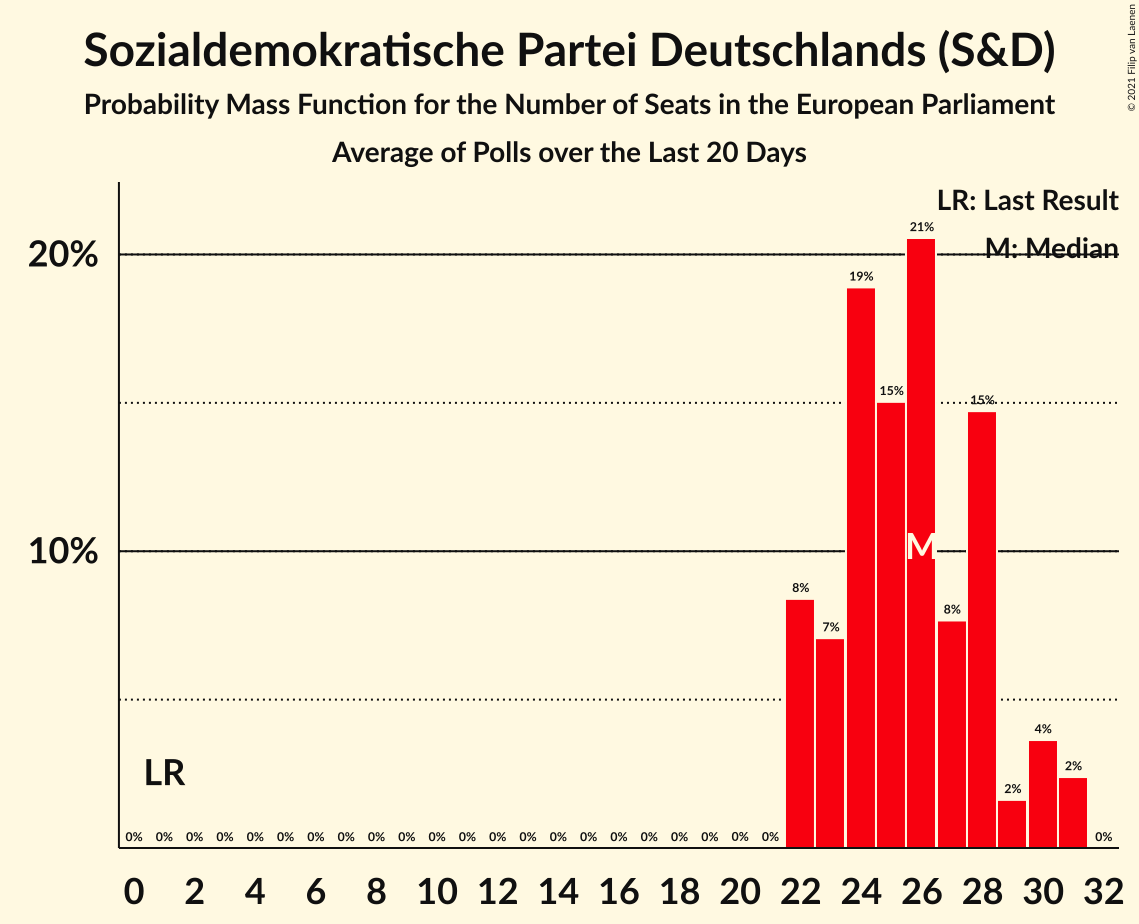 Sozialdemokratische Partei Deutschlands (S&D)
Probability Mass Function for the Number of Seats in the European Parliament
Average of Polls over the Last 20 Days
© 2021 Filip van Laenen
LR: Last Result
M: Median
20%
10%
21%
19%
15%
15%
M
8%
7%
8%
4%
2%
2%
LR
0% 0% 0% 0% 0% 0% 0% 0% 0% 0% 0% 0% 0% 0% 0% 0% 0% 0% 0% 0% 0% 0% 0%
0 2 4 6 8 10 12 14 16 18 20 22 24 26 28 30 32